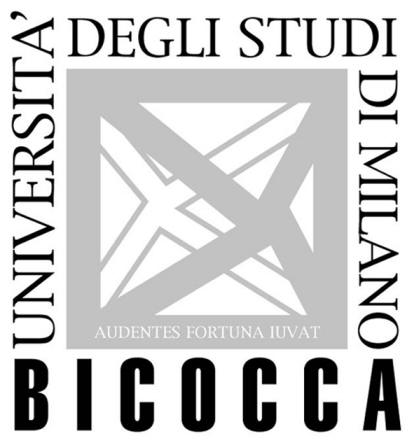 UNIVERSITÀ
DEGLI STUDI
DI MILANO
AUDENTES FORTUNA IUVAT
BICOCCA